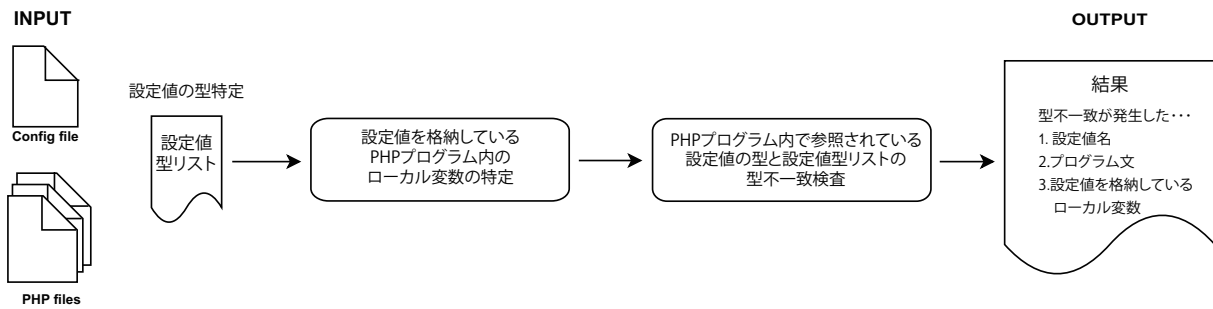 INPUT
Config file
PHP files
設定値の型特定
設定値
型リスト
設定値を格納している
PHPプログラム内の
ローカル変数の特定
PHPプログラム内で参照されている
設定値の型と設定値型リストの
型不一致検査
OUTPUT
結果
型不一致が発生した・・・
1. 設定値名
2.プログラム文
3.設定値を格納している
ローカル変数